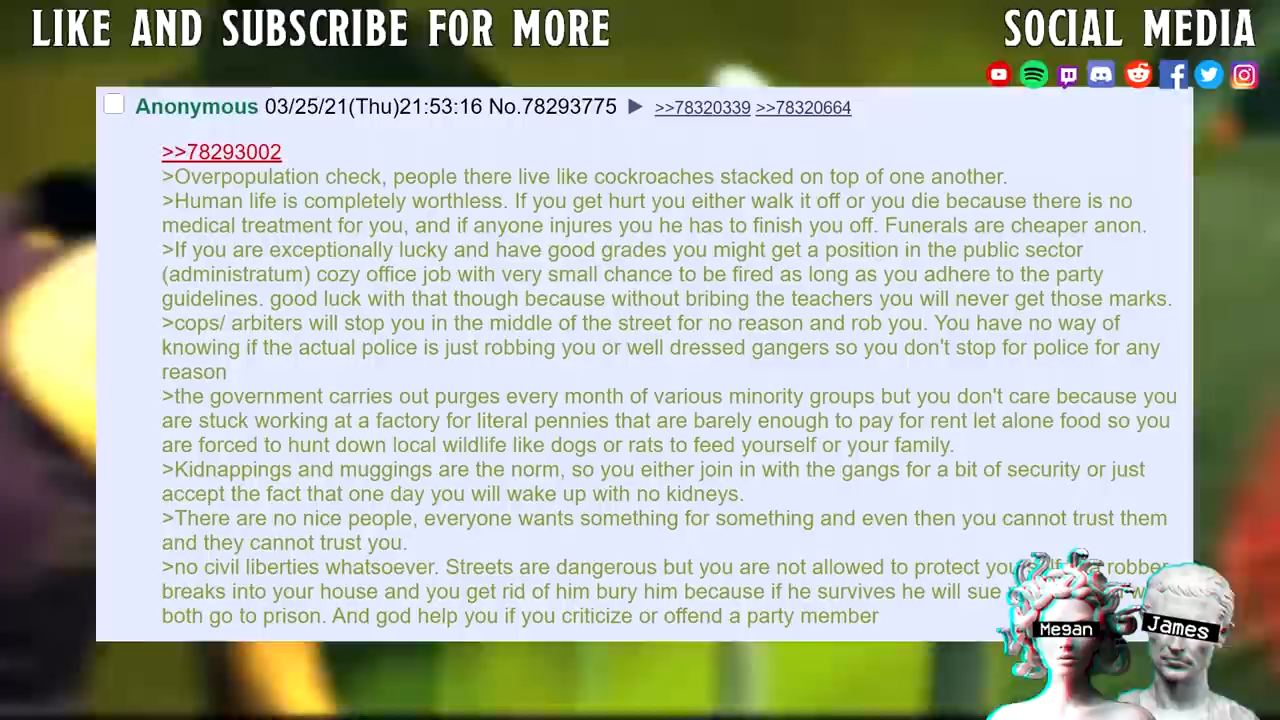 LIKE AND SUBSCRIBE FOR MORE
SOCIAL MEDIA
Anonymous 03/25/21(Thu)21:53:16 No.78293775 ▶ >>78320339 >>78320664
>>78293002
>Overpopulation check, people there live like cockroaches stacked on top of one another.
>Human life is completely worthless. If you get hurt you either walk it off or you die because there is no
medical treatment for you, and if anyone injures you he has to finish you off. Funerals are cheaper anon.
>If you are exceptionally lucky and have good grades you might get a position in the public sector
(administratum) cozy office job with very small chance to be fired as long as you adhere to the party
guidelines. good luck with that though because without bribing the teachers you will never get those marks.
>cops/ arbiters will stop you in the middle of the street for no reason and rob you. You have no way of
knowing if the actual police is just robbing you or well dressed gangers so you don't stop for police for any
reason
>the government carries out purges every month of various minority groups but you don't care because you
are stuck working at a factory for literal pennies that are barely enough to pay for rent let alone food so you
are forced to hunt down local wildlife like dogs or rats to feed yourself or your family.
>Kidnappings and muggings are the norm, so you either join in with the gangs for a bit of security or just
accept the fact that one day you will wake up with no kidneys.
>There are no nice people, everyone wants something for something and even then you cannot trust them
and they cannot trust you.
>no civil liberties whatsoever. Streets are dangerous but you are not allowed to protect robber
breaks into your house and you get rid of him bury him because if he survives he will sue
both go to prison. And god help you if you criticize or offend a party member
Megan
James